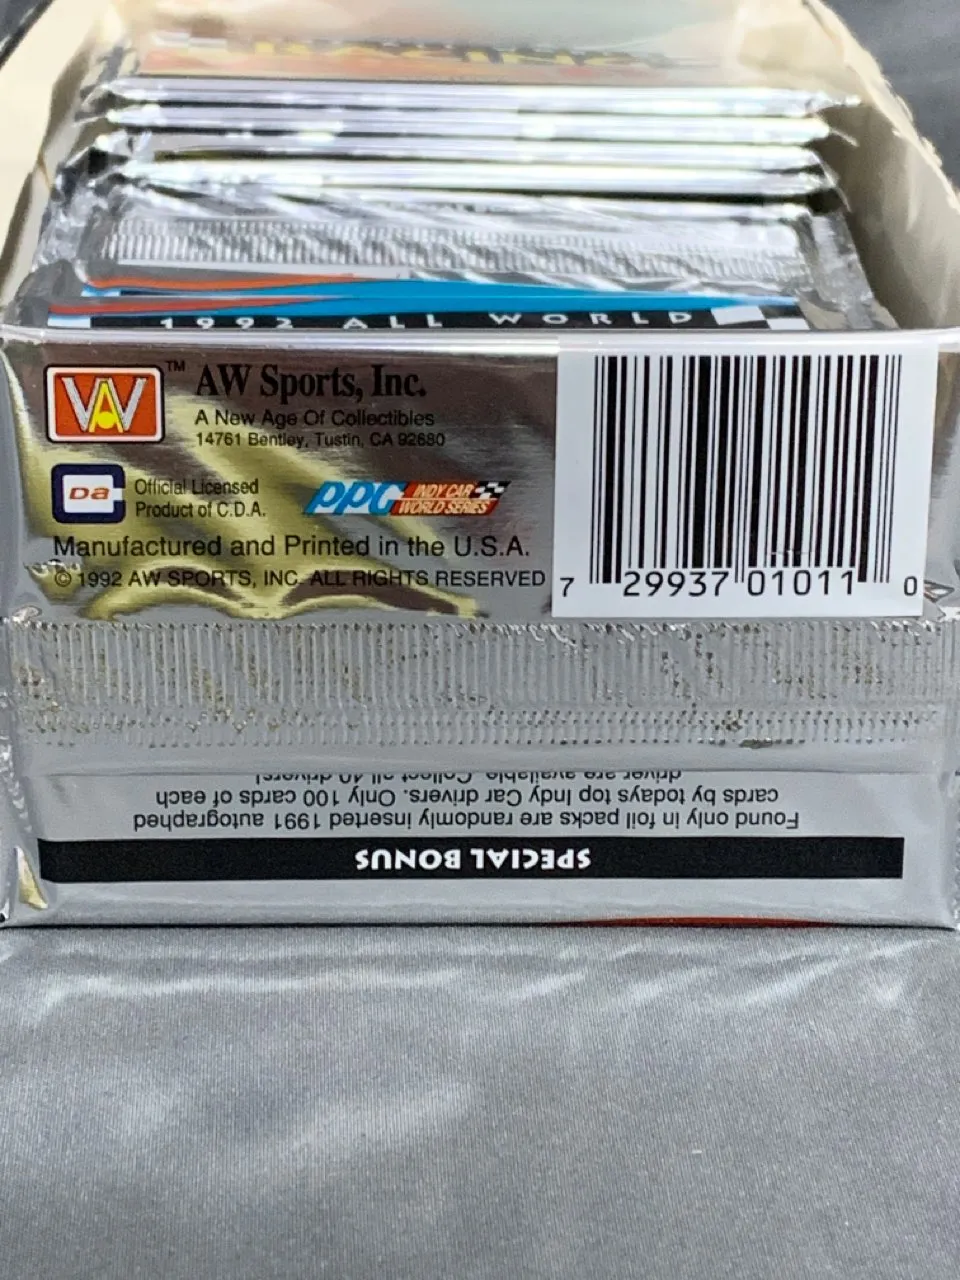 RACING
1992 ALL WORLD
™
AW Sports, Inc.
A New Age Of Collectibles
14761 Bentley, Tustin, CA 92680
Da
Official Licensed
Product of C.D.A.
PPG INDY CAR
WORLD SERIES
Manufactured and Printed in the U.S.A.
© 1992 AW SPORTS, INC. ALL RIGHTS RESERVED
7 29937 01011 0
SPECIAL BONUS
Found only in foil packs are randomly inserted 1991 autographed
cards by todays top Indy Car drivers. Only 100 cards of each
driver are available. Collect all 40 drivers!